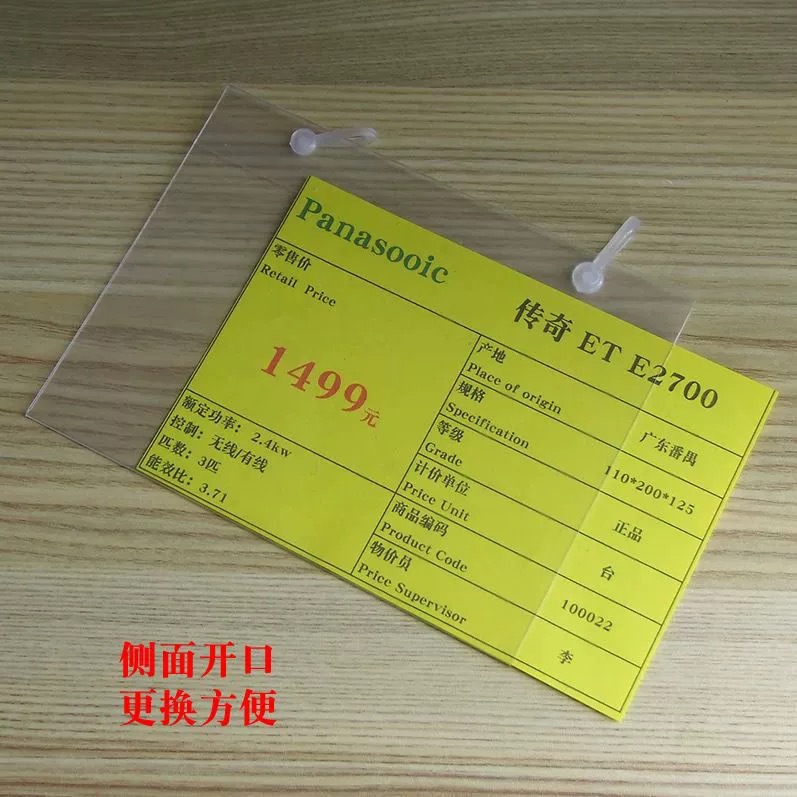 Panasooic
传奇 ET E2700
零售价
Retail Price
1499元
额定功率：2.4kw
控制：无线/有线
匹数：3匹
能效比：3.71
产地
Place of origin
广东番禺
规格
Specification
110*200*125
等级
Grade
正品
计价单位
Price Unit
台
商品编码
Product Code
100022
物价员
Price Supervisor
李
侧面开口
更换方便